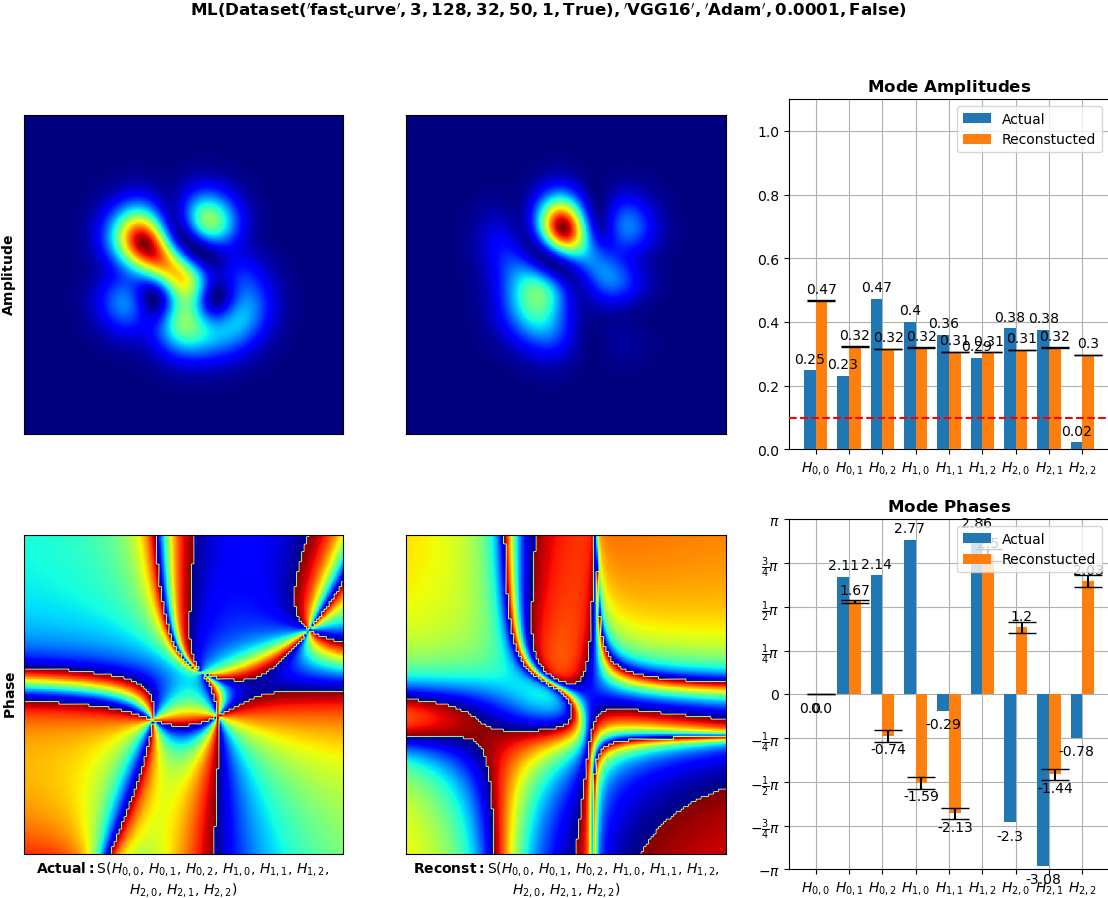 ML(Dataset('fast_curve', 3, 128, 32, 50, 1, True), 'VGG16', 'Adam', 0.0001, False)
Amplitude
Mode Amplitudes
Actual
Reconstucted
1.0
0.8
0.6
0.4
0.2
0.0
0.25
0.47
0.23
0.32
0.47
0.32
0.4
0.32
0.36
0.31
0.29
0.31
0.38
0.31
0.38
0.32
0.02
0.3
H0,0 H0,1 H0,2 H1,0 H1,1 H1,2 H2,0 H2,1 H2,2
Phase
Mode Phases
Actual
Reconstucted
π
3/4π
1/2π
1/4π
0
−1/4π
−1/2π
−3/4π
−π
0.0
0.0
2.11
1.67
2.14
-0.74
2.77
-1.59
-0.29
-2.13
2.86
-2.3
1.2
-3.08
-1.44
-0.78
2.03
H0,0 H0,1 H0,2 H1,0 H1,1 H1,2 H2,0 H2,1 H2,2
Actual: S(H0,0, H0,1, H0,2, H1,0, H1,1, H1,2,
H2,0, H2,1, H2,2)
Reconst: S(H0,0, H0,1, H0,2, H1,0, H1,1, H1,2,
H2,0, H2,1, H2,2)